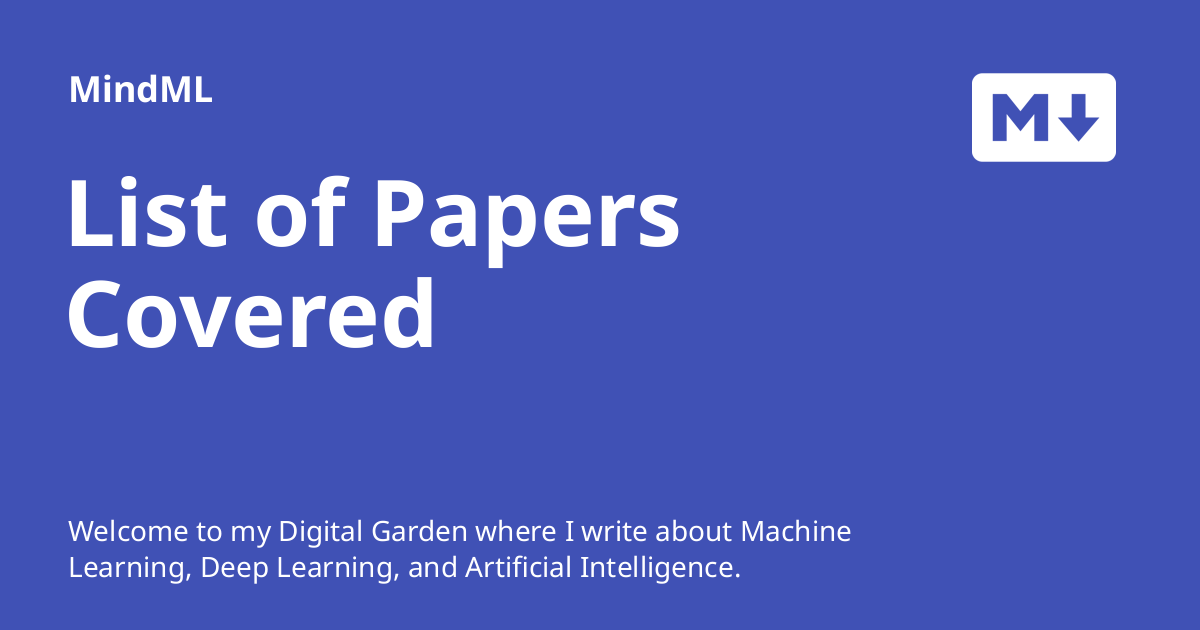 MindML
M
List of Papers
Covered
Welcome to my Digital Garden where I write about Machine
Learning, Deep Learning, and Artificial Intelligence.